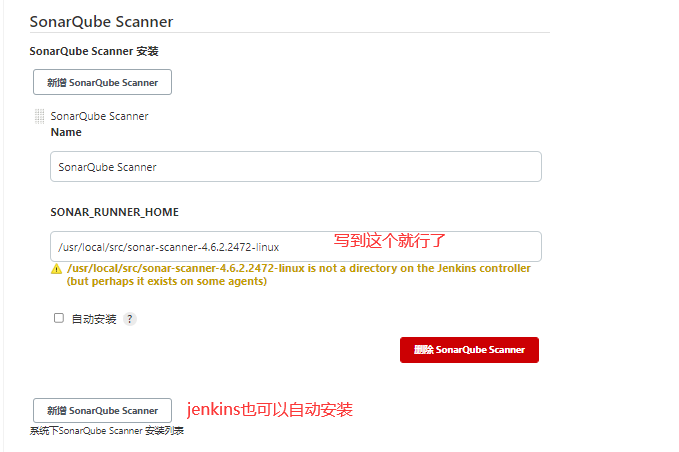 SonarQube Scanner
SonarQube Scanner 安装
新增 SonarQube Scanner
SonarQube Scanner
Name
SonarQube Scanner
SONAR_RUNNER_HOME
/usr/local/src/sonar-scanner-4.6.2.2472-linux 写到这个就行了
/usr/local/src/sonar-scanner-4.6.2.2472-linux is not a directory on the Jenkins controller
(but perhaps it exists on some agents)
自动安装 ?
删除 SonarQube Scanner
新增 SonarQube Scanner jenkins也可以自动安装
系统下SonarQube Scanner 安装列表